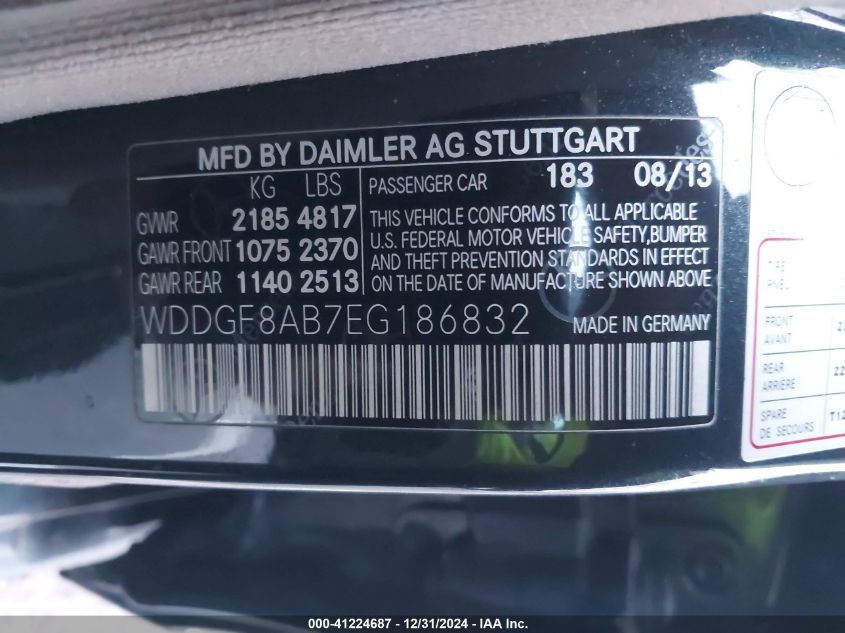 MFD BY DAIMLER AG STUTTGART
KG LBS
GVWR 2185 4817
GAWR FRONT 1075 2370
GAWR REAR 1140 2513
PASSENGER CAR 183 08/13
THIS VEHICLE CONFORMS TO ALL APPLICABLE
U.S. FEDERAL MOTOR VEHICLE SAFETY, BUMPER
AND THEFT PREVENTION STANDARDS IN EFFECT
ON THE DATE OF MANUFACTURE SHOWN ABOVE
WDDGF8AB7EG186832
MADE IN GERMANY
TIRE
PNEU
FRONT
AVANT
REAR
ARRIÈRE
SPARE
DE SECOURS
000-41224687 - 12/31/2024 - IAA Inc.